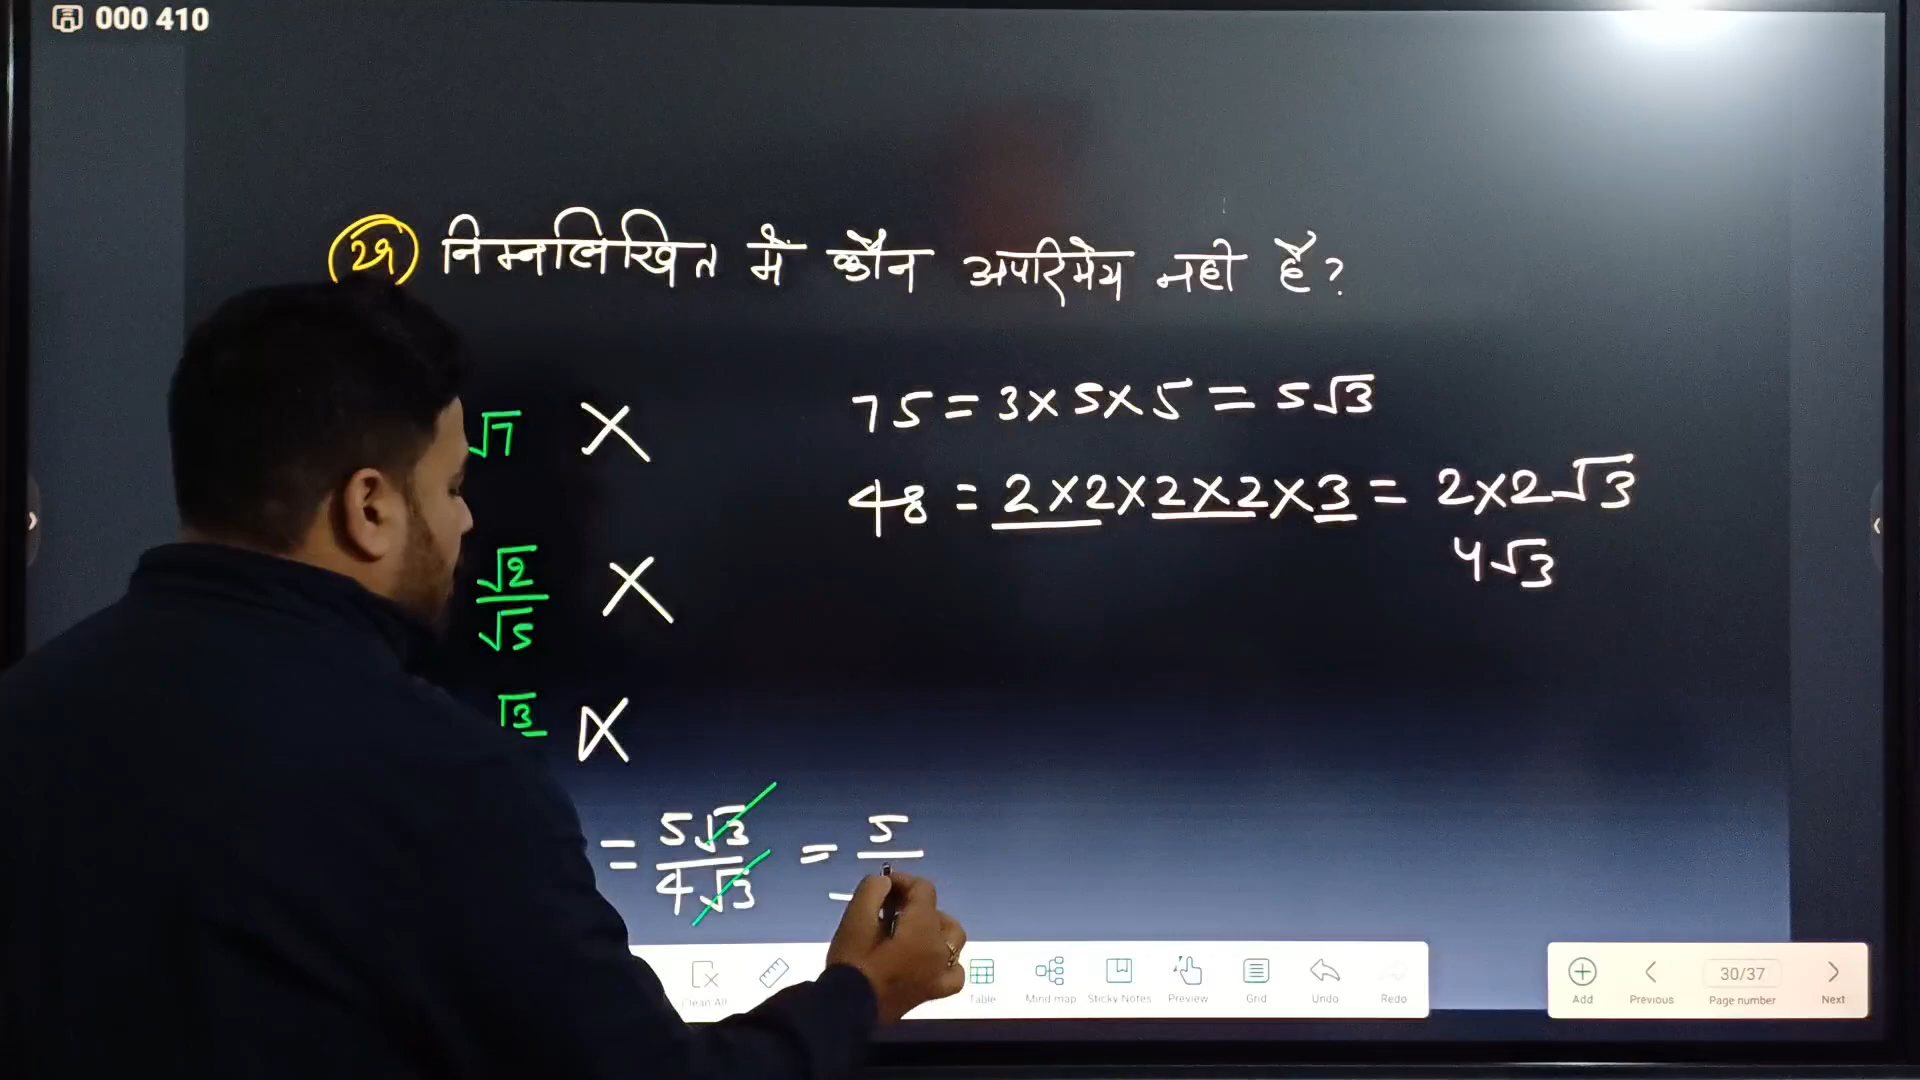 000 410
(29) निम्नलिखित में कौन अपरिमेय नही है?
√7 ×
75 = 3×5×5 = 5√3
48 = 2×2×2×2×3 = 2×2√3
4√3
√2/√5 ×
√3 ×
= 5√3/4√3 = 5
Clean All
Table
Mind map
Sticky Notes
Preview
Grid
Undo
Redo
Add
Previous
30/37
Page number
Next